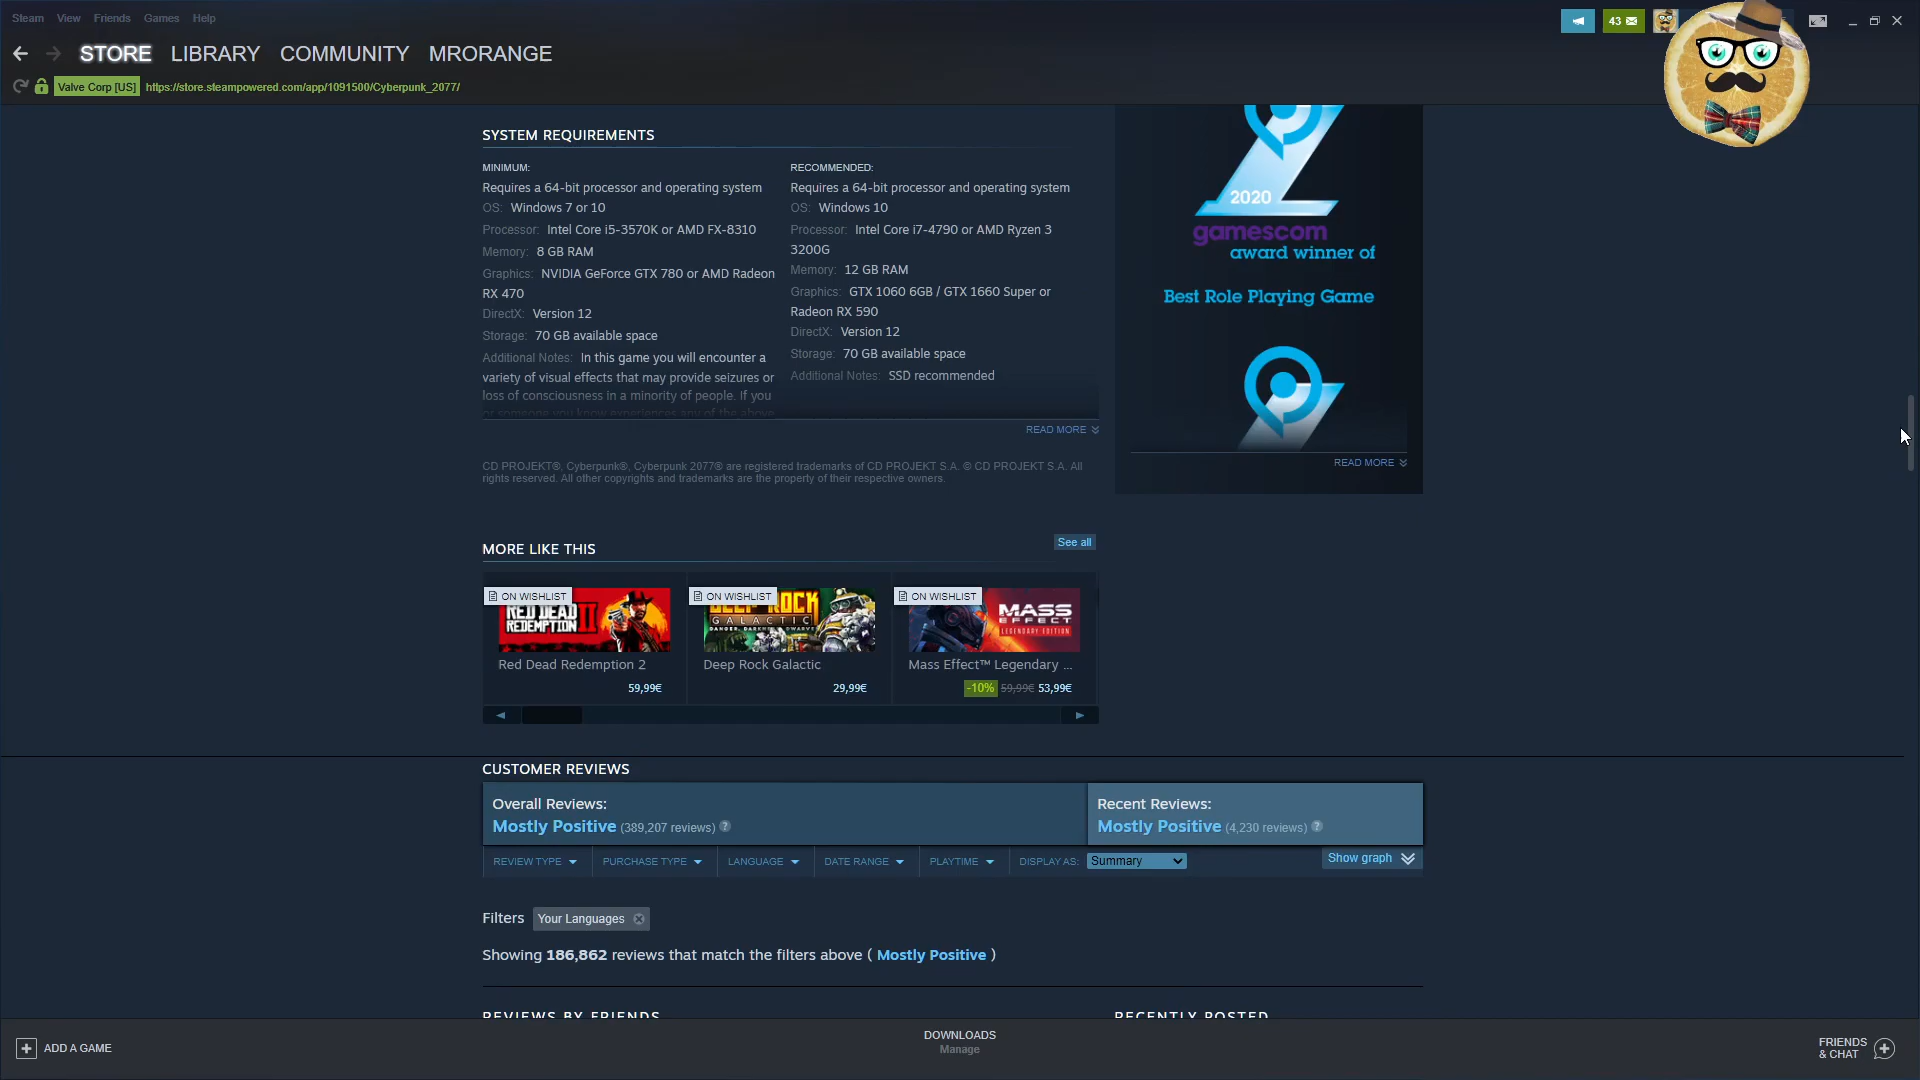 Steam View Friends Games Help
43
STORE LIBRARY COMMUNITY MRORANGE
Valve Corp [US] https://store.steampowered.com/app/1091500/Cyberpunk_2077/
SYSTEM REQUIREMENTS
MINIMUM:
Requires a 64-bit processor and operating system
OS: Windows 7 or 10
Processor: Intel Core i5-3570K or AMD FX-8310
Memory: 8 GB RAM
Graphics: NVIDIA GeForce GTX 780 or AMD Radeon
RX 470
DirectX: Version 12
Storage: 70 GB available space
Additional Notes: In this game you will encounter a
variety of visual effects that may provide seizures or
loss of consciousness in a minority of people. If you
or someone you know experiences any of the above
RECOMMENDED:
Requires a 64-bit processor and operating system
OS: Windows 10
Processor: Intel Core i7-4790 or AMD Ryzen 3
3200G
Memory: 12 GB RAM
Graphics: GTX 1060 6GB / GTX 1660 Super or
Radeon RX 590
DirectX: Version 12
Storage: 70 GB available space
Additional Notes: SSD recommended
READ MORE
2020
gamescom
award winner of
Best Role Playing Game
READ MORE
CD PROJEKT®, Cyberpunk®, Cyberpunk 2077® are registered trademarks of CD PROJEKT S.A. © CD PROJEKT S.A. All
rights reserved. All other copyrights and trademarks are the property of their respective owners.
MORE LIKE THIS
See all
ON WISHLIST
RED DEAD
REDEMPTION II
Red Dead Redemption 2
59,99€
ON WISHLIST
DEEP ROCK
GALACTIC
DANGER. DARKNESS. DWARVES.
Deep Rock Galactic
29,99€
ON WISHLIST
MASS
EFFECT
LEGENDARY EDITION
Mass Effect™ Legendary ...
-10% 59,99€ 53,99€
CUSTOMER REVIEWS
Overall Reviews:
Mostly Positive (389,207 reviews) ?
Recent Reviews:
Mostly Positive (4,230 reviews) ?
REVIEW TYPE PURCHASE TYPE LANGUAGE DATE RANGE PLAYTIME DISPLAY AS: Summary Show graph
Filters Your Languages
Showing 186,862 reviews that match the filters above ( Mostly Positive )
REVIEWS BY FRIENDS
RECENTLY POSTED
ADD A GAME
DOWNLOADS
Manage
FRIENDS
& CHAT